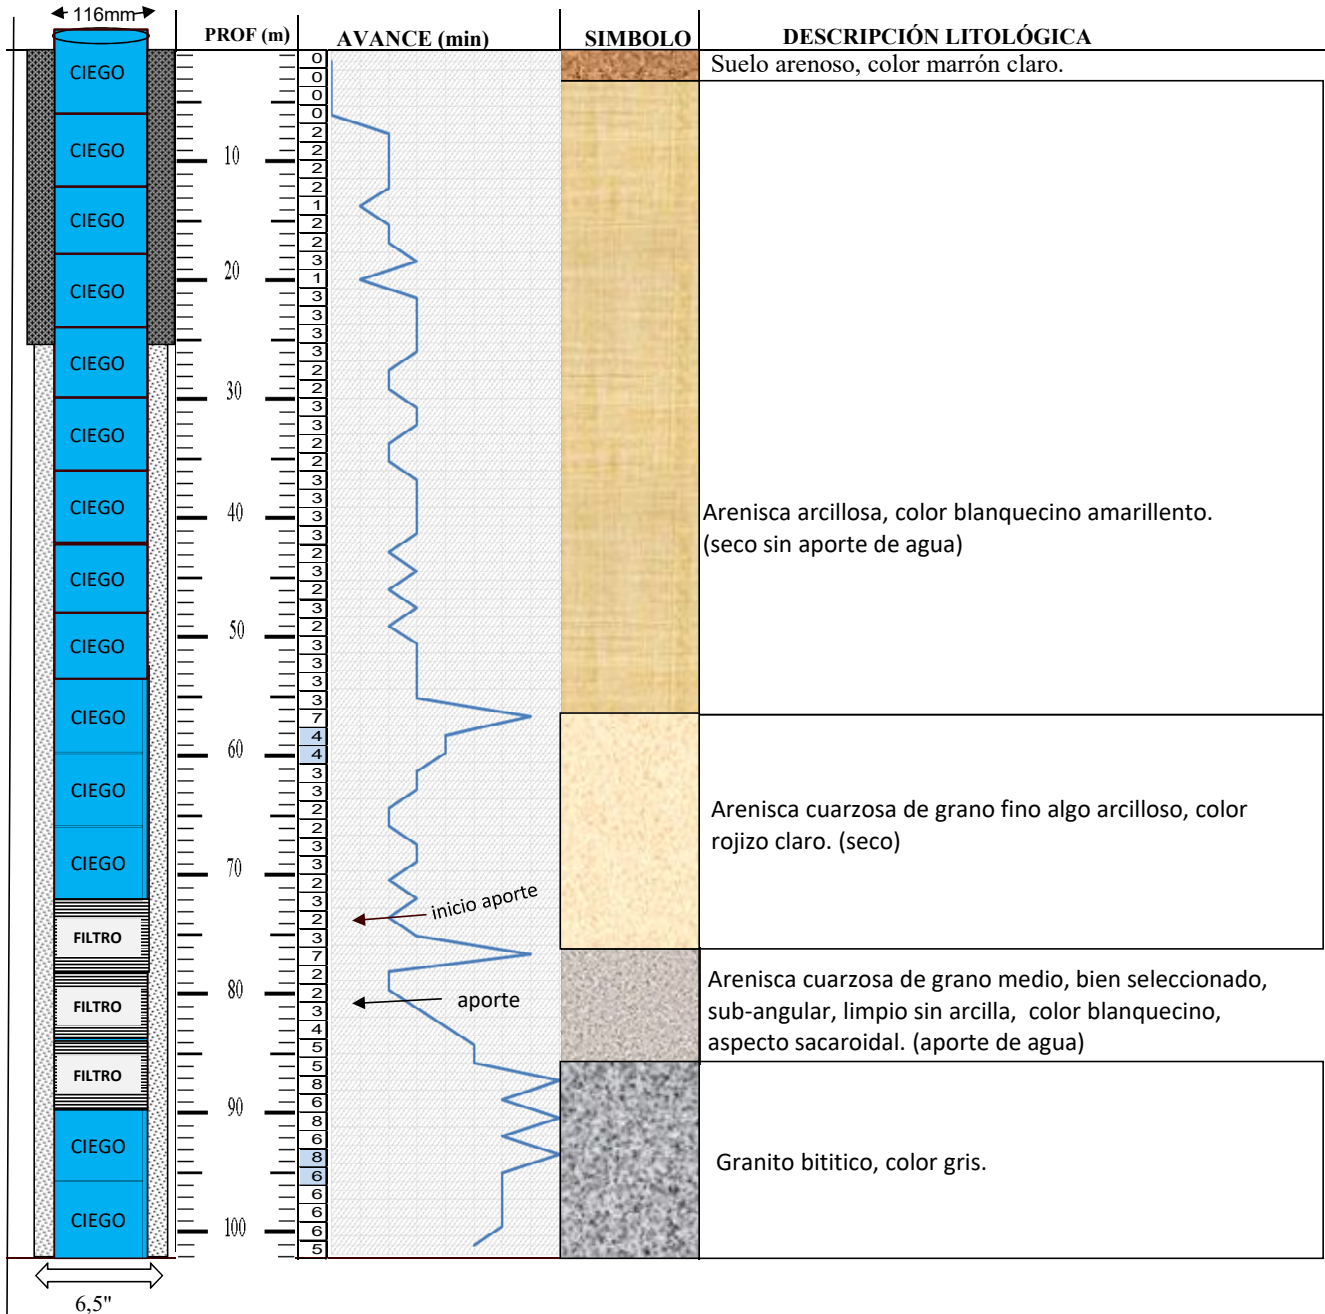 116mm
PROF (m)
AVANCE (min)
SIMBOLO
DESCRIPCIÓN LITOLÓGICA
CIEGO
CIEGO
CIEGO
CIEGO
CIEGO
CIEGO
CIEGO
CIEGO
CIEGO
CIEGO
CIEGO
CIEGO
FILTRO
FILTRO
FILTRO
CIEGO
CIEGO
6,5"
10
20
30
40
50
60
70
80
90
100
0
0
0
0
2
2
2
2
1
2
2
3
1
3
3
3
3
2
2
3
3
2
2
3
3
3
3
2
3
2
3
2
3
3
3
3
7
4
4
3
3
2
2
3
3
2
3
2
3
7
2
2
3
4
5
5
8
6
8
6
8
6
6
6
6
5
inicio aporte
aporte
Suelo arenoso, color marrón claro.
Arenisca arcillosa, color blanquecino amarillento.
(seco sin aporte de agua)
Arenisca cuarzosa de grano fino algo arcilloso, color
rojizo claro. (seco)
Arenisca cuarzosa de grano medio, bien seleccionado,
sub-angular, limpio sin arcilla, color blanquecino,
aspecto sacaroidal. (aporte de agua)
Granito bititico, color gris.